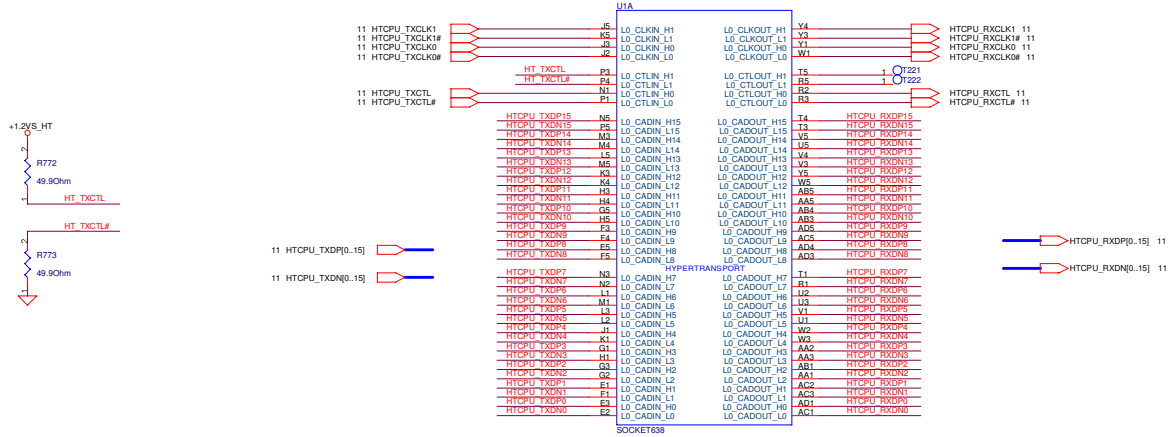 U1A
11 HTCPU_TXCLK1 J5 L0_CLKIN_H1 L0_CLKOUT_H1 Y4 HTCPU_RXCLK1 11
11 HTCPU_TXCLK1# K5 L0_CLKIN_L1 L0_CLKOUT_L1 Y3 HTCPU_RXCLK1# 11
11 HTCPU_TXCLK0 J3 L0_CLKIN_H0 L0_CLKOUT_H0 Y1 HTCPU_RXCLK0 11
11 HTCPU_TXCLK0# J2 L0_CLKIN_L0 L0_CLKOUT_L0 W1 HTCPU_RXCLK0# 11
HT_TXCTL P3 L0_CTLIN_H1 L0_CTLOUT_H1 T5 1 T221
HT_TXCTL# P4 L0_CTLIN_L1 L0_CTLOUT_L1 R5 1 T222
11 HTCPU_TXCTL N1 L0_CTLIN_H0 L0_CTLOUT_H0 R2 HTCPU_RXCTL 11
11 HTCPU_TXCTL# P1 L0_CTLIN_L0 L0_CTLOUT_L0 R3 HTCPU_RXCTL# 11
HTCPU_TXDP15 N5 L0_CADIN_H15 L0_CADOUT_H15 T4 HTCPU_RXDP15
HTCPU_TXDN15 P5 L0_CADIN_L15 L0_CADOUT_L15 T3 HTCPU_RXDN15
HTCPU_TXDP14 M3 L0_CADIN_H14 L0_CADOUT_H14 V5 HTCPU_RXDP14
HTCPU_TXDN14 M4 L0_CADIN_L14 L0_CADOUT_L14 U5 HTCPU_RXDN14
HTCPU_TXDP13 L5 L0_CADIN_H13 L0_CADOUT_H13 V4 HTCPU_RXDP13
HTCPU_TXDN13 M5 L0_CADIN_L13 L0_CADOUT_L13 V3 HTCPU_RXDN13
HTCPU_TXDP12 K3 L0_CADIN_H12 L0_CADOUT_H12 Y5 HTCPU_RXDP12
HTCPU_TXDN12 K4 L0_CADIN_L12 L0_CADOUT_L12 W5 HTCPU_RXDN12
HTCPU_TXDP11 H3 L0_CADIN_H11 L0_CADOUT_H11 AB5 HTCPU_RXDP11
HTCPU_TXDN11 H4 L0_CADIN_L11 L0_CADOUT_L11 AA5 HTCPU_RXDN11
HTCPU_TXDP10 G5 L0_CADIN_H10 L0_CADOUT_H10 AB4 HTCPU_RXDP10
HTCPU_TXDN10 H5 L0_CADIN_L10 L0_CADOUT_L10 AB3 HTCPU_RXDN10
HTCPU_TXDP9 F3 L0_CADIN_H9 L0_CADOUT_H9 AD5 HTCPU_RXDP9
HTCPU_TXDN9 F4 L0_CADIN_L9 L0_CADOUT_L9 AC5 HTCPU_RXDN9
HTCPU_TXDP8 E5 L0_CADIN_H8 L0_CADOUT_H8 AD4 HTCPU_RXDP8
HTCPU_TXDN8 F5 L0_CADIN_L8 L0_CADOUT_L8 AD3 HTCPU_RXDN8
HYPERTRANSPORT
HTCPU_TXDP7 N3 L0_CADIN_H7 L0_CADOUT_H7 T1 HTCPU_RXDP7
HTCPU_TXDN7 N2 L0_CADIN_L7 L0_CADOUT_L7 R1 HTCPU_RXDN7
HTCPU_TXDP6 L1 L0_CADIN_H6 L0_CADOUT_H6 U2 HTCPU_RXDP6
HTCPU_TXDN6 M1 L0_CADIN_L6 L0_CADOUT_L6 U3 HTCPU_RXDN6
HTCPU_TXDP5 L3 L0_CADIN_H5 L0_CADOUT_H5 V1 HTCPU_RXDP5
HTCPU_TXDN5 L2 L0_CADIN_L5 L0_CADOUT_L5 U1 HTCPU_RXDN5
HTCPU_TXDP4 J1 L0_CADIN_H4 L0_CADOUT_H4 W2 HTCPU_RXDP4
HTCPU_TXDN4 K1 L0_CADIN_L4 L0_CADOUT_L4 W3 HTCPU_RXDN4
HTCPU_TXDP3 G1 L0_CADIN_H3 L0_CADOUT_H3 AA2 HTCPU_RXDP3
HTCPU_TXDN3 H1 L0_CADIN_L3 L0_CADOUT_L3 AA3 HTCPU_RXDN3
HTCPU_TXDP2 G3 L0_CADIN_H2 L0_CADOUT_H2 AB1 HTCPU_RXDP2
HTCPU_TXDN2 G2 L0_CADIN_L2 L0_CADOUT_L2 AA1 HTCPU_RXDN2
HTCPU_TXDP1 E1 L0_CADIN_H1 L0_CADOUT_H1 AC2 HTCPU_RXDP1
HTCPU_TXDN1 F1 L0_CADIN_L1 L0_CADOUT_L1 AC3 HTCPU_RXDN1
HTCPU_TXDP0 E3 L0_CADIN_H0 L0_CADOUT_H0 AD1 HTCPU_RXDP0
HTCPU_TXDN0 E2 L0_CADIN_L0 L0_CADOUT_L0 AC1 HTCPU_RXDN0
SOCKET638
+1.2VS_HT
2
R772
49.9Ohm
1
HT_TXCTL
HT_TXCTL#
2
R773
49.9Ohm
1
11 HTCPU_TXDP[0..15]
11 HTCPU_TXDN[0..15]
HTCPU_RXDP[0..15] 11
HTCPU_RXDN[0..15] 11